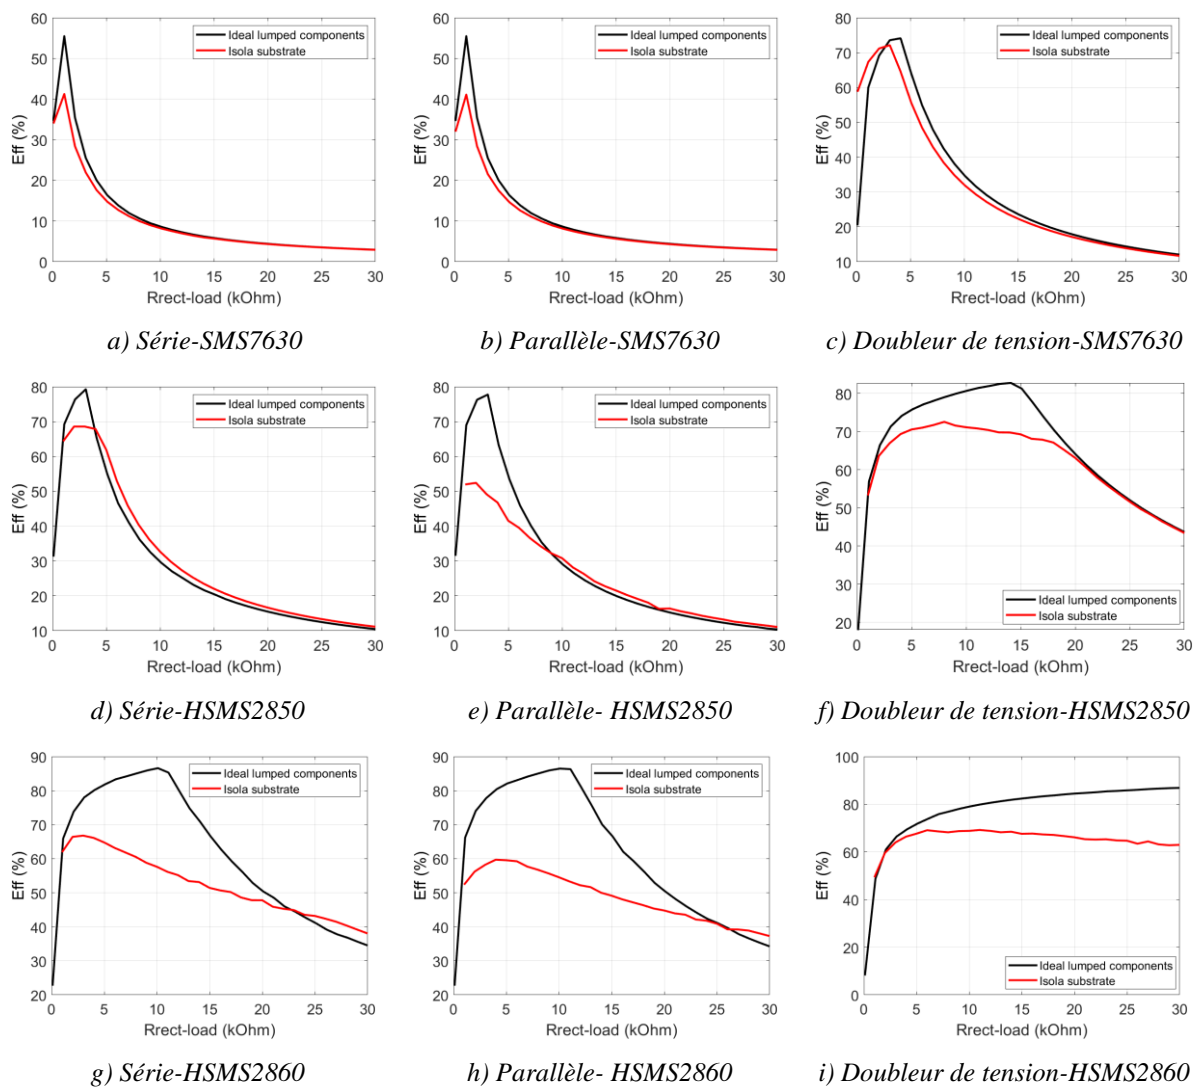 60
50
40
30
20
10
0
Eff (%)
Ideal lumped components
Isola substrate
0 5 10 15 20 25 30
Rrect-load (kOhm)
a) Série-SMS7630
60
50
40
30
20
10
0
Eff (%)
Ideal lumped components
Isola substrate
0 5 10 15 20 25 30
Rrect-load (kOhm)
b) Parallèle-SMS7630
80
70
60
50
40
30
20
10
Eff (%)
Ideal lumped components
Isola substrate
0 5 10 15 20 25 30
Rrect-load (kOhm)
c) Doubleur de tension-SMS7630
80
70
60
50
40
30
20
10
Eff (%)
Ideal lumped components
Isola substrate
0 5 10 15 20 25 30
Rrect-load (kOhm)
d) Série-HSMS2850
80
70
60
50
40
30
20
10
Eff (%)
Ideal lumped components
Isola substrate
0 5 10 15 20 25 30
Rrect-load (kOhm)
e) Parallèle- HSMS2850
80
70
60
50
40
30
20
Eff (%)
Ideal lumped components
Isola substrate
0 5 10 15 20 25 30
Rrect-load (kOhm)
f) Doubleur de tension-HSMS2850
90
80
70
60
50
40
30
20
Eff (%)
Ideal lumped components
Isola substrate
0 5 10 15 20 25 30
Rrect-load (kOhm)
g) Série-HSMS2860
90
80
70
60
50
40
30
20
Eff (%)
Ideal lumped components
Isola substrate
0 5 10 15 20 25 30
Rrect-load (kOhm)
h) Parallèle- HSMS2860
100
80
60
40
20
0
Eff (%)
Ideal lumped components
Isola substrate
0 5 10 15 20 25 30
Rrect-load (kOhm)
i) Doubleur de tension-HSMS2860